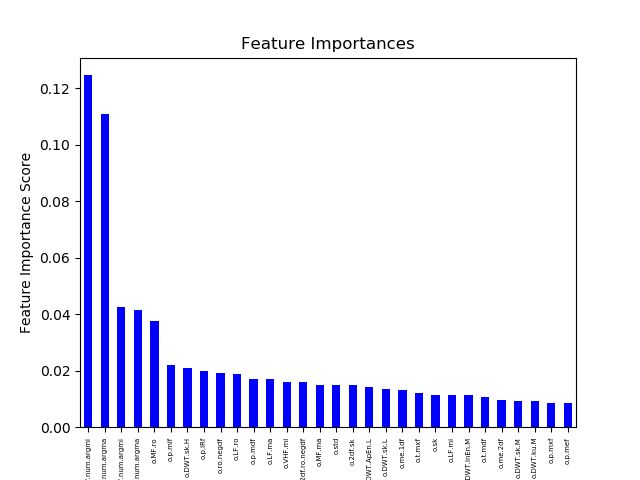 Feature Importances
0.12
0.10
0.08
0.06
0.04
0.02
0.00
Feature Importance Score
.num.argmi
num.argma
.num.argmi
num.argma
o.MF.ro
o.p.mif
o.DWT.sk.H
o.p.IRf
o.ro.negdf
o.LF.ro
o.p.mdf
o.LF.ma
o.VHF.mi
2df.ro.negdf
o.MF.ma
o.std
o.2df.sk
DWT.ApEn.L
o.DWT.sk.L
o.me.1df
o.t.mxf
o.sk
o.LF.mi
DWT.InEn.M
o.t.mdf
o.me.2df
o.DWT.sk.M
o.DWT.ku.M
o.p.mxf
o.p.mef